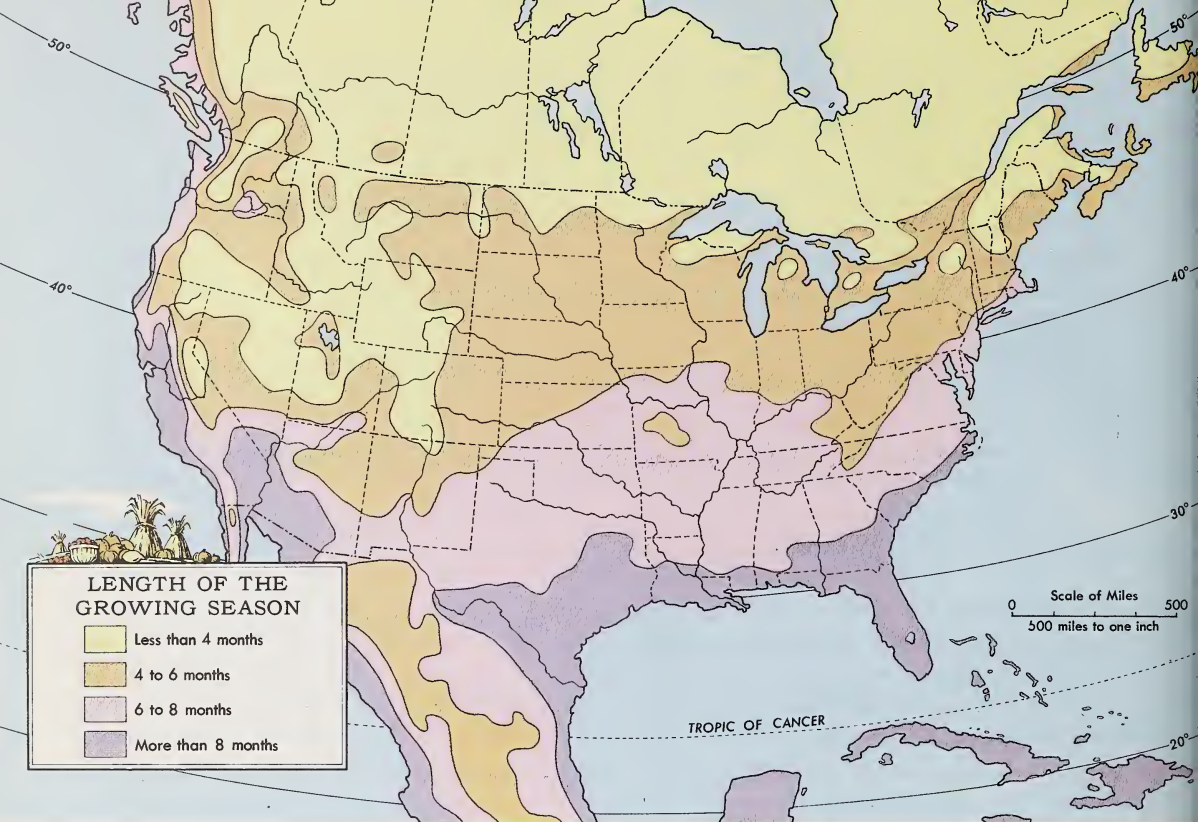 50°
50°
40°
40°
30°
LENGTH OF THE
GROWING SEASON
Less than 4 months
4 to 6 months
6 to 8 months
More than 8 months
Scale of Miles
0 500
500 miles to one inch
TROPIC OF CANCER
20°